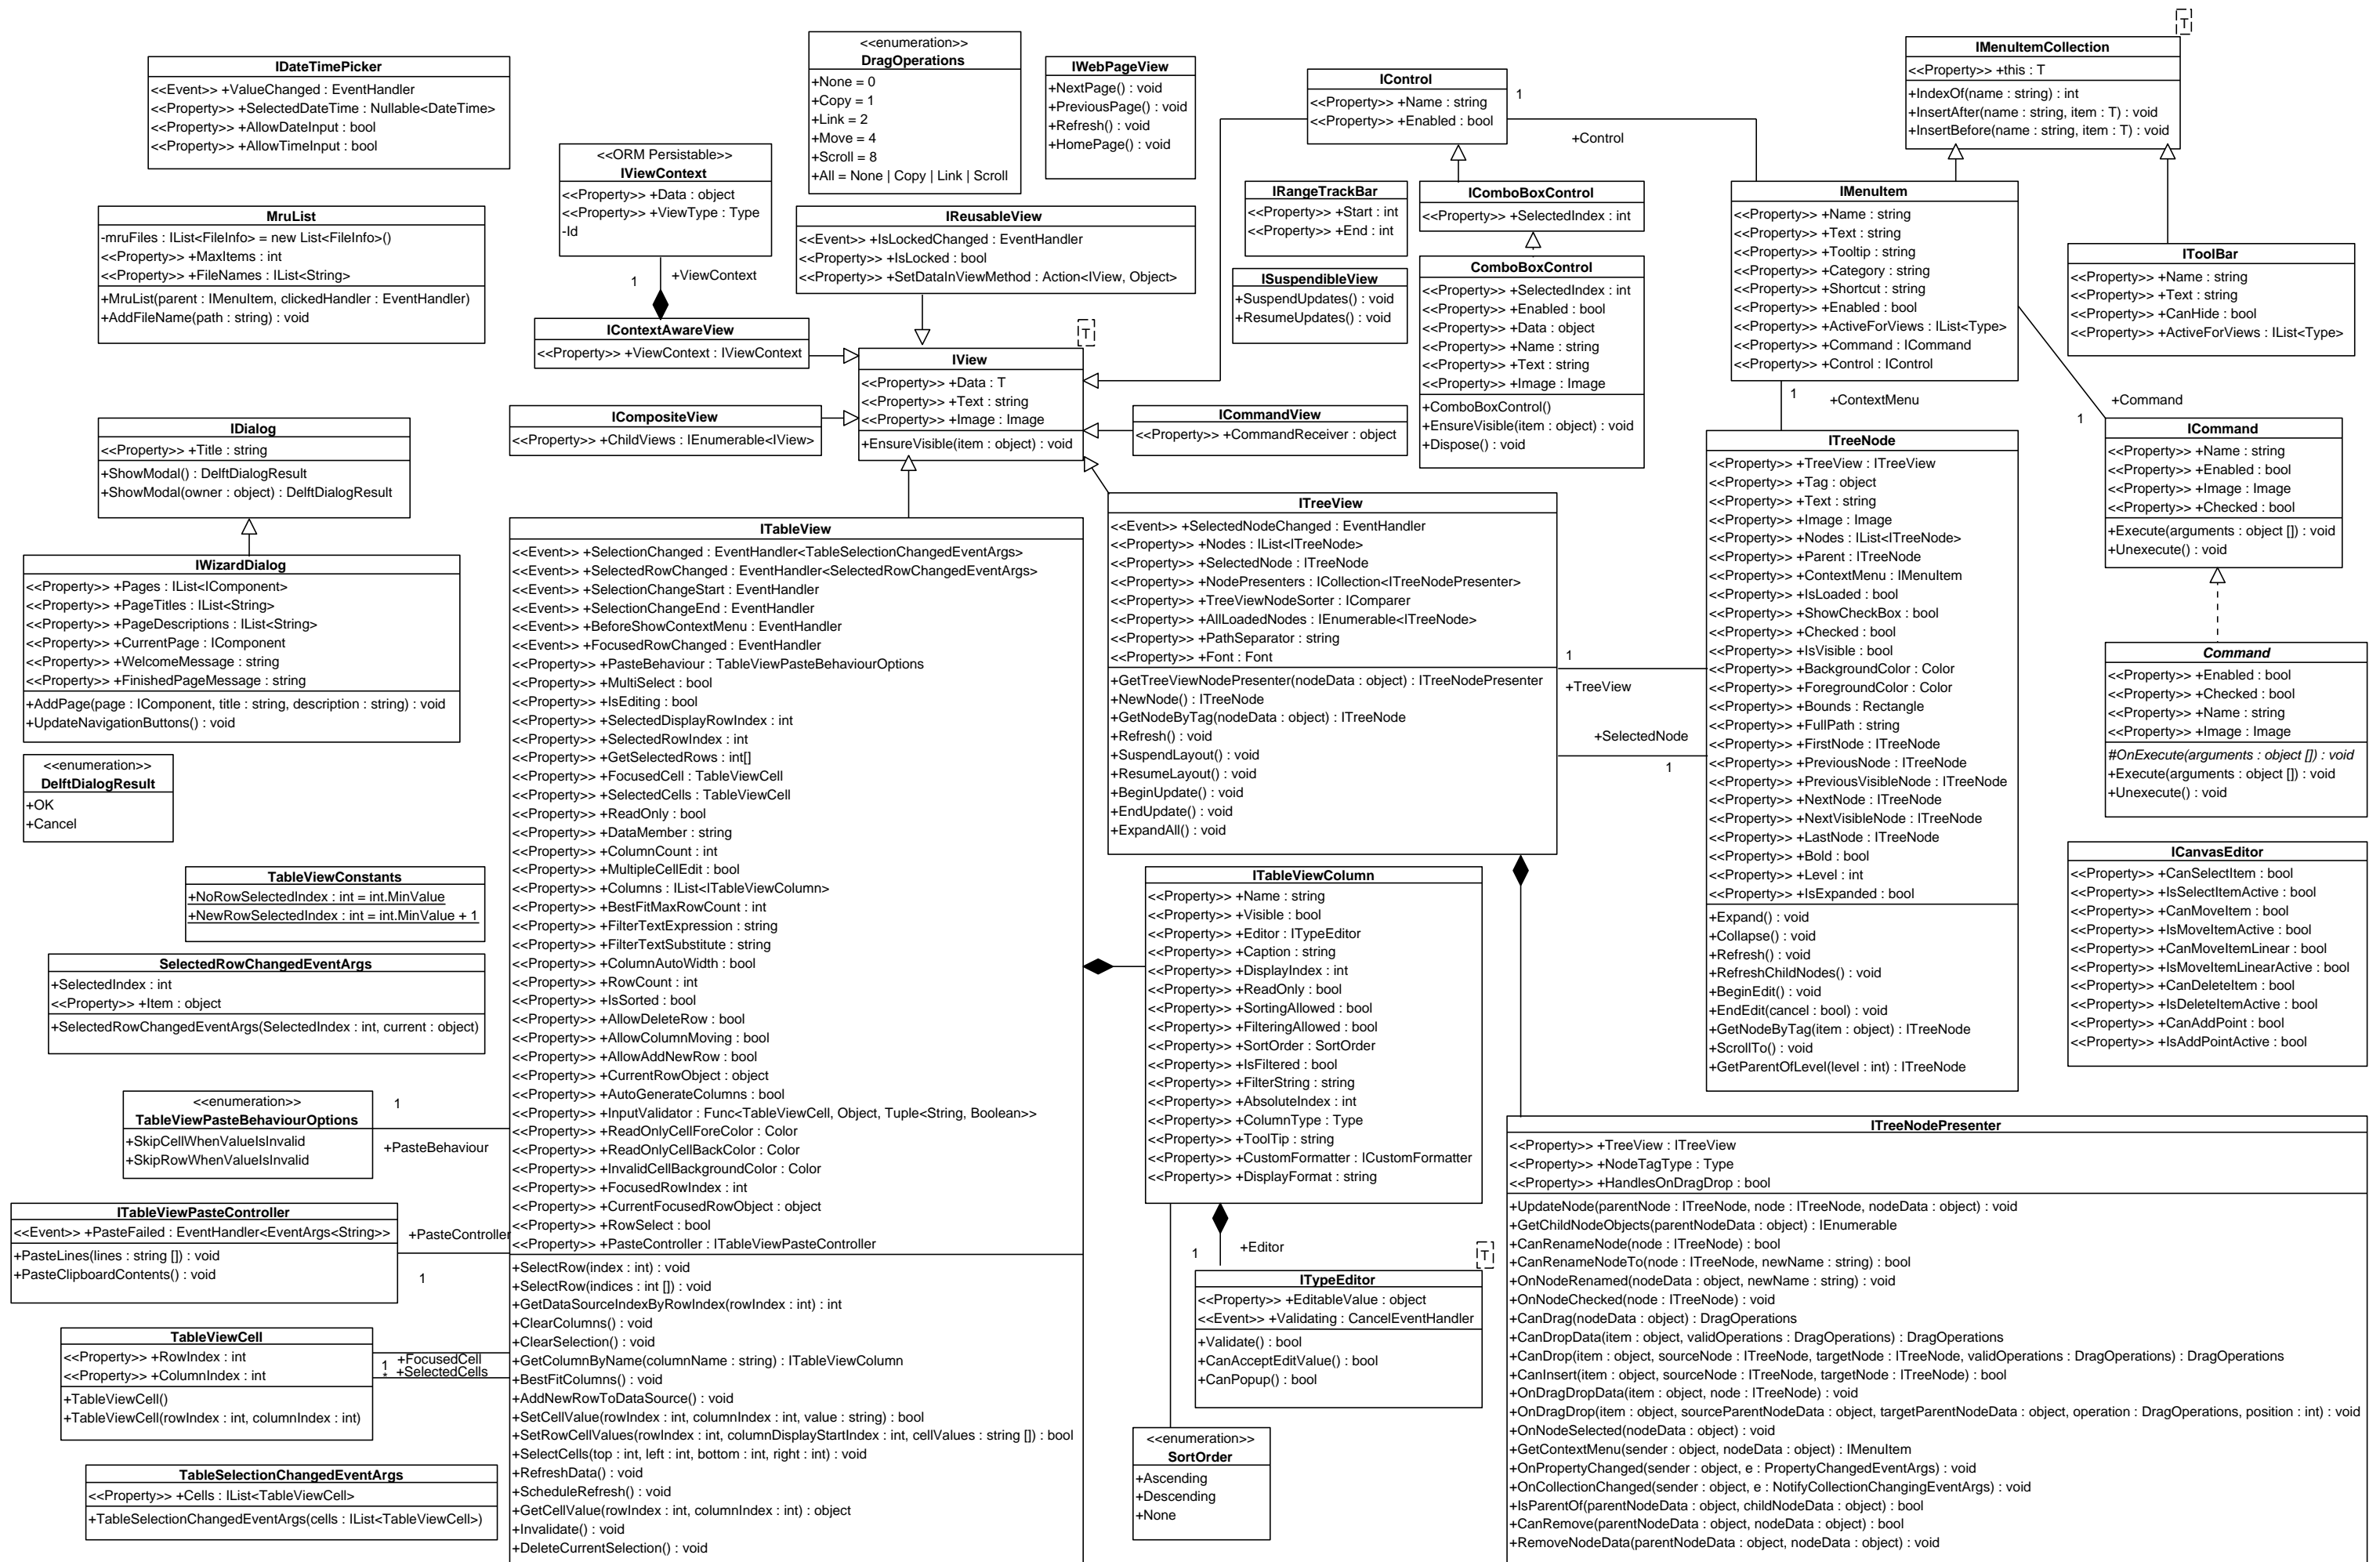 IDateTimePicker
<<Event>> +ValueChanged : EventHandler
<<Property>> +SelectedDateTime : Nullable<DateTime>
<<Property>> +AllowDateInput : bool
<<Property>> +AllowTimeInput : bool
MruList
-mruFiles : IList<FileInfo> = new List<FileInfo>()
<<Property>> +MaxItems : int
<<Property>> +FileNames : IList<String>
+MruList(parent : IMenuItem, clickedHandler : EventHandler)
+AddFileName(path : string) : void
<<ORM Persistable>>
IViewContext
<<Property>> +Data : object
<<Property>> +ViewType : Type
-Id
1
+ViewContext
IContextAwareView
<<Property>> +ViewContext : IViewContext
<<enumeration>>
DragOperations
+None = 0
+Copy = 1
+Link = 2
+Move = 4
+Scroll = 8
+All = None | Copy | Link | Scroll
IWebPageView
+NextPage() : void
+PreviousPage() : void
+Refresh() : void
+HomePage() : void
IReusableView
<<Event>> +IsLockedChanged : EventHandler
<<Property>> +IsLocked : bool
<<Property>> +SetDataInViewMethod : Action<IView, Object>
T
IView
<<Property>> +Data : T
<<Property>> +Text : string
<<Property>> +Image : Image
+EnsureVisible(item : object) : void
ICompositeView
<<Property>> +ChildViews : IEnumerable<IView>
ICommandView
<<Property>> +CommandReceiver : object
IControl
<<Property>> +Name : string
<<Property>> +Enabled : bool
1
+Control
IRangeTrackBar
<<Property>> +Start : int
<<Property>> +End : int
ISuspendibleView
+SuspendUpdates() : void
+ResumeUpdates() : void
IComboBoxControl
<<Property>> +SelectedIndex : int
ComboBoxControl
<<Property>> +SelectedIndex : int
<<Property>> +Enabled : bool
<<Property>> +Data : object
<<Property>> +Name : string
<<Property>> +Text : string
<<Property>> +Image : Image
+ComboBoxControl()
+EnsureVisible(item : object) : void
+Dispose() : void
T
IMenuItemCollection
<<Property>> +this : T
+IndexOf(name : string) : int
+InsertAfter(name : string, item : T) : void
+InsertBefore(name : string, item : T) : void
IMenuItem
<<Property>> +Name : string
<<Property>> +Text : string
<<Property>> +Tooltip : string
<<Property>> +Category : string
<<Property>> +Shortcut : string
<<Property>> +Enabled : bool
<<Property>> +ActiveForViews : IList<Type>
<<Property>> +Command : ICommand
<<Property>> +Control : IControl
1
+ContextMenu
IToolBar
<<Property>> +Name : string
<<Property>> +Text : string
<<Property>> +CanHide : bool
<<Property>> +ActiveForViews : IList<Type>
+Command
1
ICommand
<<Property>> +Name : string
<<Property>> +Enabled : bool
<<Property>> +Image : Image
<<Property>> +Checked : bool
+Execute(arguments : object []) : void
+Unexecute() : void
Command
<<Property>> +Enabled : bool
<<Property>> +Checked : bool
<<Property>> +Name : string
<<Property>> +Image : Image
#OnExecute(arguments : object []) : void
+Execute(arguments : object []) : void
+Unexecute() : void
ICanvasEditor
<<Property>> +CanSelectItem : bool
<<Property>> +IsSelectItemActive : bool
<<Property>> +CanMoveItem : bool
<<Property>> +IsMoveItemActive : bool
<<Property>> +CanMoveItemLinear : bool
<<Property>> +IsMoveItemLinearActive : bool
<<Property>> +CanDeleteItem : bool
<<Property>> +IsDeleteItemActive : bool
<<Property>> +CanAddPoint : bool
<<Property>> +IsAddPointActive : bool
IDialog
<<Property>> +Title : string
+ShowModal() : DelftDialogResult
+ShowModal(owner : object) : DelftDialogResult
IWizardDialog
<<Property>> +Pages : IList<IComponent>
<<Property>> +PageTitles : IList<String>
<<Property>> +PageDescriptions : IList<String>
<<Property>> +CurrentPage : IComponent
<<Property>> +WelcomeMessage : string
<<Property>> +FinishedPageMessage : string
+AddPage(page : IComponent, title : string, description : string) : void
+UpdateNavigationButtons() : void
<<enumeration>>
DelftDialogResult
+OK
+Cancel
TableViewConstants
+NoRowSelectedIndex : int = int.MinValue
+NewRowSelectedIndex : int = int.MinValue + 1
SelectedRowChangedEventArgs
+SelectedIndex : int
<<Property>> +Item : object
+SelectedRowChangedEventArgs(SelectedIndex : int, current : object)
<<enumeration>>
TableViewPasteBehaviourOptions
+SkipCellWhenValueIsInvalid
+SkipRowWhenValueIsInvalid
1
+PasteBehaviour
ITableViewPasteController
<<Event>> +PasteFailed : EventHandler<EventArgs<String>>
+PasteLines(lines : string []) : void
+PasteClipboardContents() : void
+PasteController
1
TableViewCell
<<Property>> +RowIndex : int
<<Property>> +ColumnIndex : int
+TableViewCell()
+TableViewCell(rowIndex : int, columnIndex : int)
1 +FocusedCell
* +SelectedCells
TableSelectionChangedEventArgs
<<Property>> +Cells : IList<TableViewCell>
+TableSelectionChangedEventArgs(cells : IList<TableViewCell>)
ITableView
<<Event>> +SelectionChanged : EventHandler<TableSelectionChangedEventArgs>
<<Event>> +SelectedRowChanged : EventHandler<SelectedRowChangedEventArgs>
<<Event>> +SelectionChangeStart : EventHandler
<<Event>> +SelectionChangeEnd : EventHandler
<<Event>> +BeforeShowContextMenu : EventHandler
<<Event>> +FocusedRowChanged : EventHandler
<<Property>> +PasteBehaviour : TableViewPasteBehaviourOptions
<<Property>> +MultiSelect : bool
<<Property>> +IsEditing : bool
<<Property>> +SelectedDisplayRowIndex : int
<<Property>> +SelectedRowIndex : int
<<Property>> +GetSelectedRows : int[]
<<Property>> +FocusedCell : TableViewCell
<<Property>> +SelectedCells : TableViewCell
<<Property>> +ReadOnly : bool
<<Property>> +DataMember : string
<<Property>> +ColumnCount : int
<<Property>> +MultipleCellEdit : bool
<<Property>> +Columns : IList<ITableViewColumn>
<<Property>> +BestFitMaxRowCount : int
<<Property>> +FilterTextExpression : string
<<Property>> +FilterTextSubstitute : string
<<Property>> +ColumnAutoWidth : bool
<<Property>> +RowCount : int
<<Property>> +IsSorted : bool
<<Property>> +AllowDeleteRow : bool
<<Property>> +AllowColumnMoving : bool
<<Property>> +AllowAddNewRow : bool
<<Property>> +CurrentRowObject : object
<<Property>> +AutoGenerateColumns : bool
<<Property>> +InputValidator : Func<TableViewCell, Object, Tuple<String, Boolean>>
<<Property>> +ReadOnlyCellForeColor : Color
<<Property>> +ReadOnlyCellBackColor : Color
<<Property>> +InvalidCellBackgroundColor : Color
<<Property>> +FocusedRowIndex : int
<<Property>> +CurrentFocusedRowObject : object
<<Property>> +RowSelect : bool
<<Property>> +PasteController : ITableViewPasteController
+SelectRow(index : int) : void
+SelectRow(indices : int []) : void
+GetDataSourceIndexByRowIndex(rowIndex : int) : int
+ClearColumns() : void
+ClearSelection() : void
+GetColumnByName(columnName : string) : ITableViewColumn
+BestFitColumns() : void
+AddNewRowToDataSource() : void
+SetCellValue(rowIndex : int, columnIndex : int, value : string) : bool
+SetRowCellValues(rowIndex : int, columnDisplayStartIndex : int, cellValues : string []) : bool
+SelectCells(top : int, left : int, bottom : int, right : int) : void
+RefreshData() : void
+ScheduleRefresh() : void
+GetCellValue(rowIndex : int, columnIndex : int) : object
+Invalidate() : void
+DeleteCurrentSelection() : void
ITreeView
<<Event>> +SelectedNodeChanged : EventHandler
<<Property>> +Nodes : IList<ITreeNode>
<<Property>> +SelectedNode : ITreeNode
<<Property>> +NodePresenters : ICollection<ITreeNodePresenter>
<<Property>> +TreeViewNodeSorter : IComparer
<<Property>> +AllLoadedNodes : IEnumerable<ITreeNode>
<<Property>> +PathSeparator : string
<<Property>> +Font : Font
+GetTreeViewNodePresenter(nodeData : object) : ITreeNodePresenter
+NewNode() : ITreeNode
+GetNodeByTag(nodeData : object) : ITreeNode
+Refresh() : void
+SuspendLayout() : void
+ResumeLayout() : void
+BeginUpdate() : void
+EndUpdate() : void
+ExpandAll() : void
1
+TreeView
+SelectedNode
1
ITreeNode
<<Property>> +TreeView : ITreeView
<<Property>> +Tag : object
<<Property>> +Text : string
<<Property>> +Image : Image
<<Property>> +Nodes : IList<ITreeNode>
<<Property>> +Parent : ITreeNode
<<Property>> +ContextMenu : IMenuItem
<<Property>> +IsLoaded : bool
<<Property>> +ShowCheckBox : bool
<<Property>> +Checked : bool
<<Property>> +IsVisible : bool
<<Property>> +BackgroundColor : Color
<<Property>> +ForegroundColor : Color
<<Property>> +Bounds : Rectangle
<<Property>> +FullPath : string
<<Property>> +FirstNode : ITreeNode
<<Property>> +PreviousNode : ITreeNode
<<Property>> +PreviousVisibleNode : ITreeNode
<<Property>> +NextNode : ITreeNode
<<Property>> +NextVisibleNode : ITreeNode
<<Property>> +LastNode : ITreeNode
<<Property>> +Bold : bool
<<Property>> +Level : int
<<Property>> +IsExpanded : bool
+Expand() : void
+Collapse() : void
+Refresh() : void
+RefreshChildNodes() : void
+BeginEdit() : void
+EndEdit(cancel : bool) : void
+GetNodeByTag(item : object) : ITreeNode
+ScrollTo() : void
+GetParentOfLevel(level : int) : ITreeNode
ITableViewColumn
<<Property>> +Name : string
<<Property>> +Visible : bool
<<Property>> +Editor : ITypeEditor
<<Property>> +Caption : string
<<Property>> +DisplayIndex : int
<<Property>> +ReadOnly : bool
<<Property>> +SortingAllowed : bool
<<Property>> +FilteringAllowed : bool
<<Property>> +SortOrder : SortOrder
<<Property>> +IsFiltered : bool
<<Property>> +FilterString : string
<<Property>> +AbsoluteIndex : int
<<Property>> +ColumnType : Type
<<Property>> +ToolTip : string
<<Property>> +CustomFormatter : ICustomFormatter
<<Property>> +DisplayFormat : string
1
+Editor
T
ITypeEditor
<<Property>> +EditableValue : object
<<Event>> +Validating : CancelEventHandler
+Validate() : bool
+CanAcceptEditValue() : bool
+CanPopup() : bool
<<enumeration>>
SortOrder
+Ascending
+Descending
+None
ITreeNodePresenter
<<Property>> +TreeView : ITreeView
<<Property>> +NodeTagType : Type
<<Property>> +HandlesOnDragDrop : bool
+UpdateNode(parentNode : ITreeNode, node : ITreeNode, nodeData : object) : void
+GetChildNodeObjects(parentNodeData : object) : IEnumerable
+CanRenameNode(node : ITreeNode) : bool
+CanRenameNodeTo(node : ITreeNode, newName : string) : bool
+OnNodeRenamed(nodeData : object, newName : string) : void
+OnNodeChecked(node : ITreeNode) : void
+CanDrag(nodeData : object) : DragOperations
+CanDropData(item : object, validOperations : DragOperations) : DragOperations
+CanDrop(item : object, sourceNode : ITreeNode, targetNode : ITreeNode, validOperations : DragOperations) : DragOperations
+CanInsert(item : object, sourceNode : ITreeNode, targetNode : ITreeNode) : bool
+OnDragDropData(item : object, node : ITreeNode) : void
+OnDragDrop(item : object, sourceParentNodeData : object, targetParentNodeData : object, operation : DragOperations, position : int) : void
+OnNodeSelected(nodeData : object) : void
+GetContextMenu(sender : object, nodeData : object) : IMenuItem
+OnPropertyChanged(sender : object, e : PropertyChangedEventArgs) : void
+OnCollectionChanged(sender : object, e : NotifyCollectionChangingEventArgs) : void
+IsParentOf(parentNodeData : object, childNodeData : object) : bool
+CanRemove(parentNodeData : object, nodeData : object) : bool
+RemoveNodeData(parentNodeData : object, nodeData : object) : void